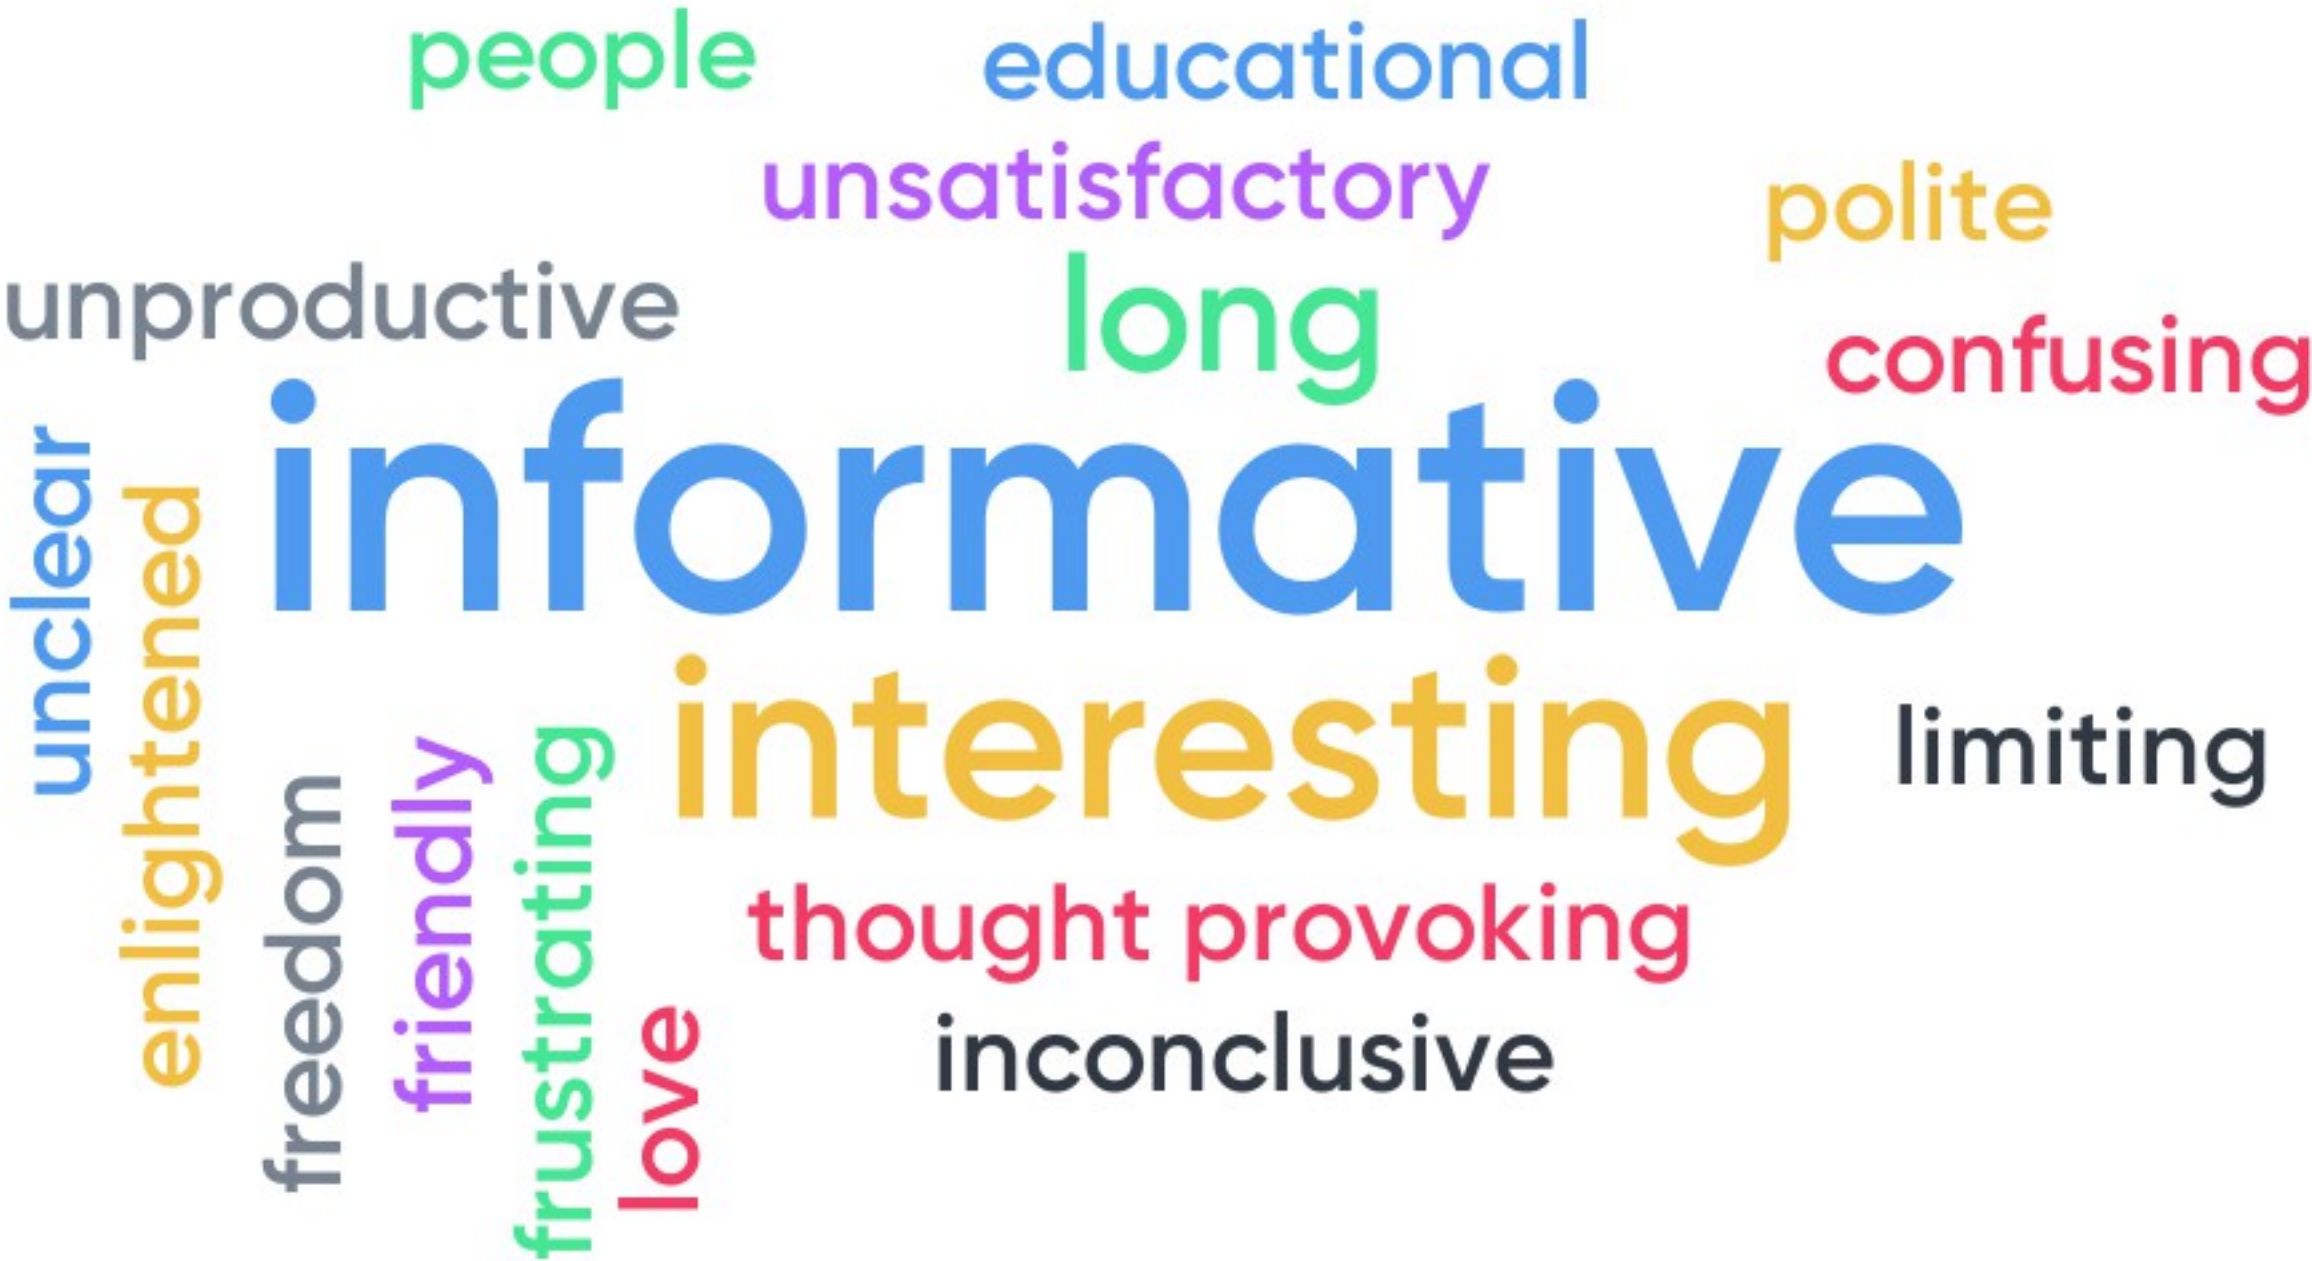 people
educational
unsatisfactory
polite
unproductive
long
confusing
informative
unclear
enlightened
interesting
limiting
freedom
friendly
frustrating
thought provoking
love
inconclusive